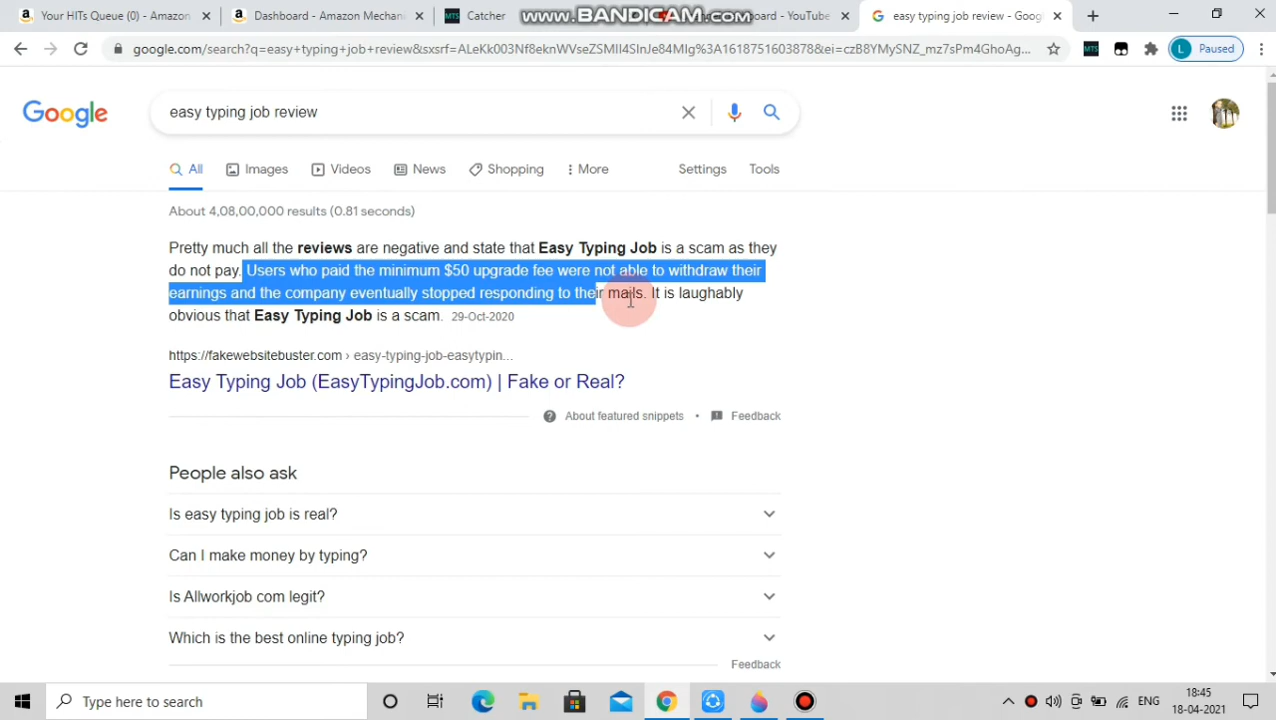 Your HITs Queue (0) - Amazon
Dashboard - Amazon Mechan
Catcher
www.BANDICAM.com
board - YouTube
easy typing job review - Goog
google.com/search?q=easy+typing+job+review&sxsrf=ALeKk003Nf8eknWVseZSMII4SInJe84MIg%3A1618751603878&ei=czB8YMySNZ_mz7sPm4GhoAg...
MTS
L
Paused
Google
easy typing job review
All
Images
Videos
News
Shopping
More
Settings
Tools
About 4,08,00,000 results (0.81 seconds)
Pretty much all the reviews are negative and state that Easy Typing Job is a scam as they
do not pay. Users who paid the minimum $50 upgrade fee were not able to withdraw their
earnings and the company eventually stopped responding to their mails. It is laughably
obvious that Easy Typing Job is a scam. 29-Oct-2020
https://fakewebsitebuster.com › easy-typing-job-easytypin...
Easy Typing Job (EasyTypingJob.com) | Fake or Real?
About featured snippets
•
Feedback
People also ask
Is easy typing job is real?
Can I make money by typing?
Is Allworkjob com legit?
Which is the best online typing job?
Feedback
Type here to search
ENG
18:45
18-04-2021